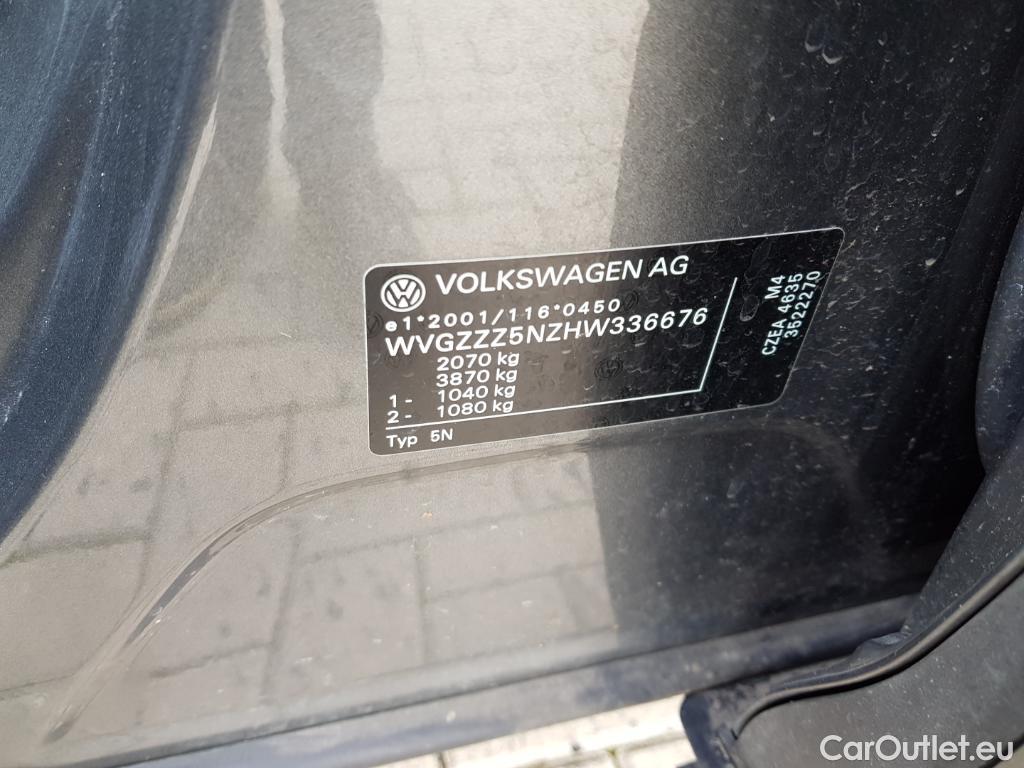 VOLKSWAGEN AG
e1*2001/116*0450
WVGZZZ5NZHW336676
2070 kg
3870 kg
1- 1040 kg
2- 1080 kg
Typ 5N
M4
CZEA 4635
3522270
CarOutlet.eu